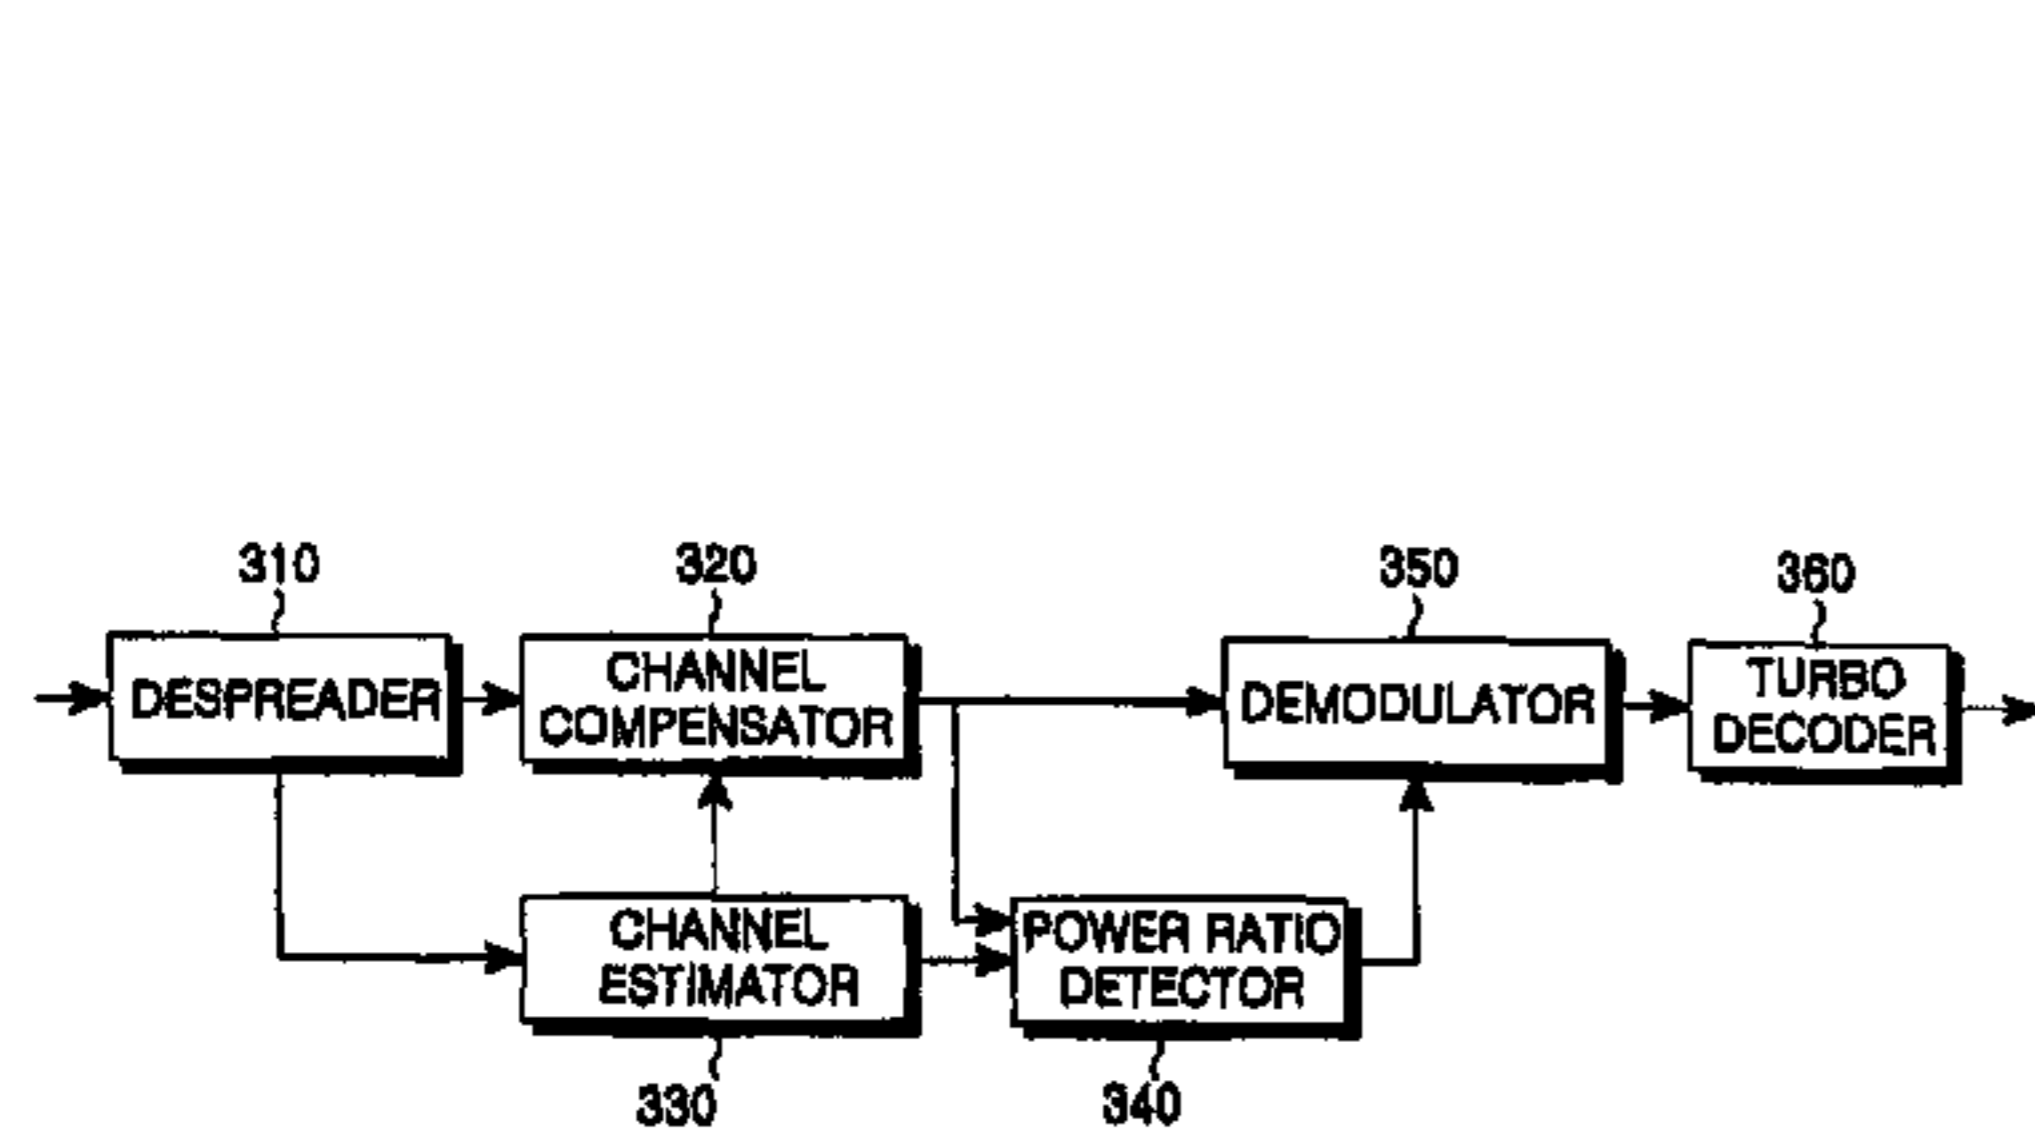 310
320
350
360
DESPREADER
CHANNEL
COMPENSATOR
DEMODULATOR
TURBO
DECODER
CHANNEL
ESTIMATOR
POWER RATIO
DETECTOR
330
340